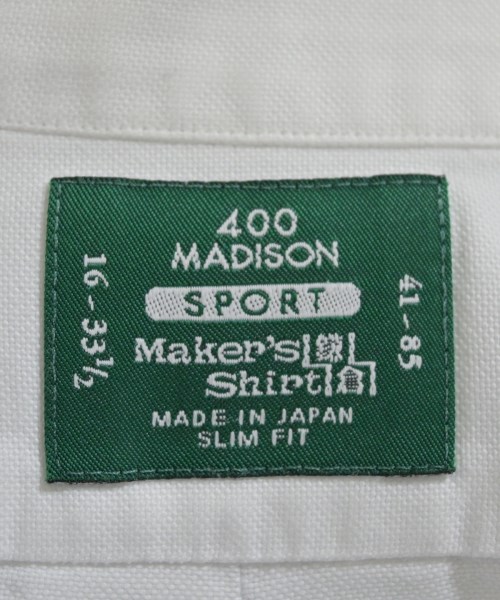 400
MADISON
SPORT
Maker's 鎌
Shirt 倉
MADE IN JAPAN
SLIM FIT
16-33½
41-85